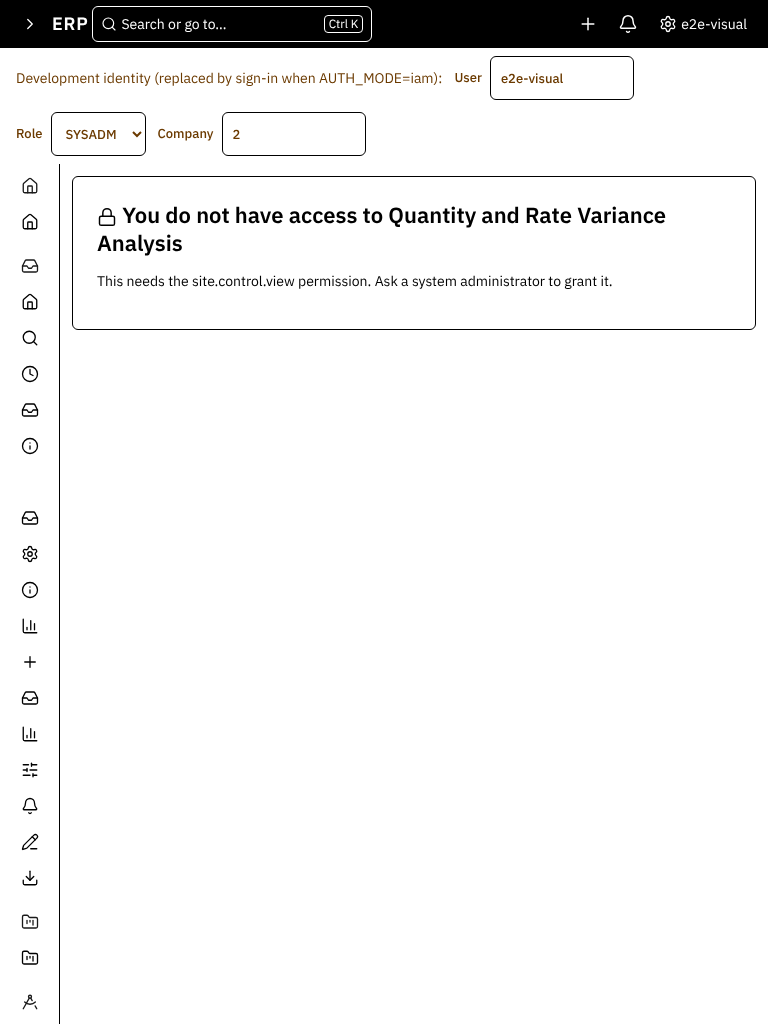 ERP
Search or go to...
Ctrl K
e2e-visual
Development identity (replaced by sign-in when AUTH_MODE=iam):
User
e2e-visual
Role
SYSADM
Company
2
You do not have access to Quantity and Rate Variance
Analysis
This needs the site.control.view permission. Ask a system administrator to grant it.